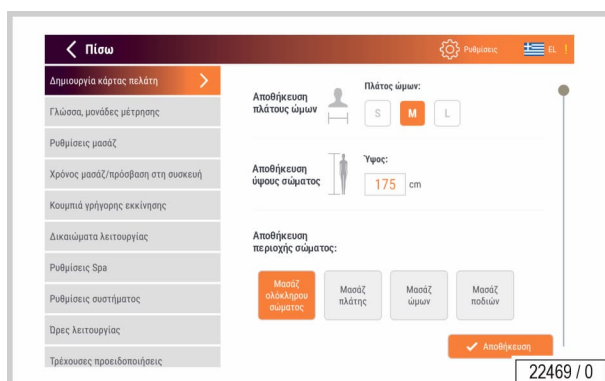 Πίσω
Ρυθμίσεις
EL
!
Δημιουργία κάρτας πελάτη
Γλώσσα, μονάδες μέτρησης
Ρυθμίσεις μασάζ
Χρόνος μασάζ/πρόσβαση στη συσκευή
Κουμπιά γρήγορης εκκίνησης
Δικαιώματα λειτουργίας
Ρυθμίσεις Spa
Ρυθμίσεις συστήματος
Ώρες λειτουργίας
Τρέχουσες προειδοποιήσεις
Αποθήκευση
πλάτους ώμων
Πλάτος ώμων:
S
M
L
Αποθήκευση
ύψους σώματος
Ύψος:
175 cm
Αποθήκευση
περιοχής σώματος:
Μασάζ
ολόκληρου
σώματος
Μασάζ
πλάτης
Μασάζ
ώμων
Μασάζ
ποδιών
Αποθήκευση
22469 / 0